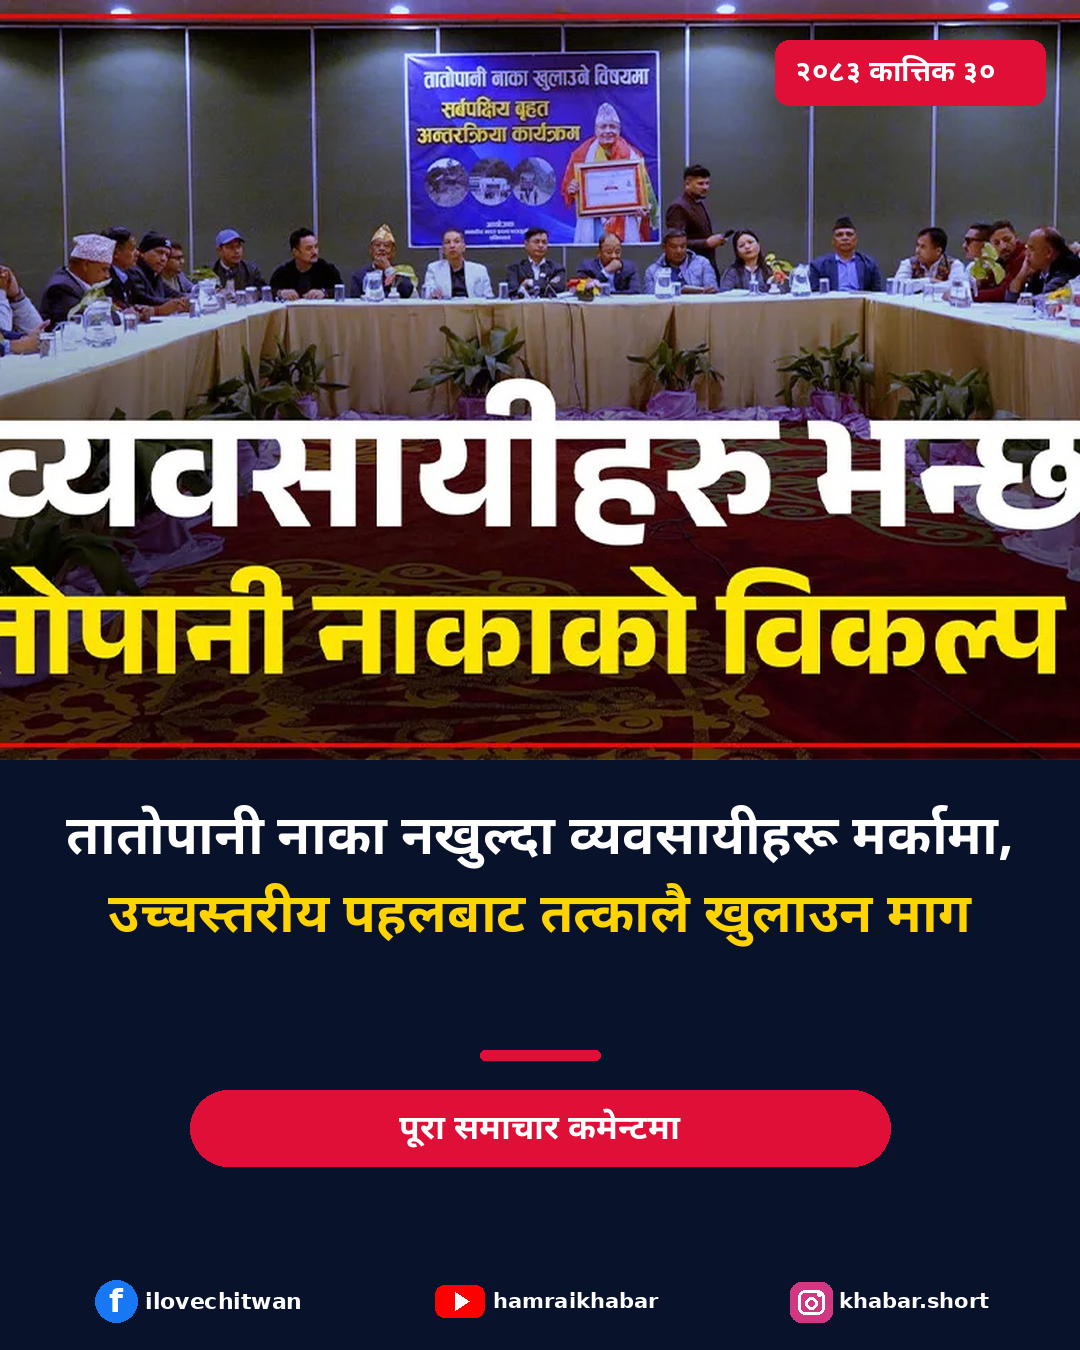 २०८३ कात्तिक ३०
तातोपानी नाका खुलाउने विषयमा
सर्बपक्षिय बृहत
अन्तरक्रिया कार्यक्रम
व्यवसायीहरु भन्छ
तोपानी नाकाको विकल्प
तातोपानी नाका नखुल्दा व्यवसायीहरू मर्कामा,
उच्चस्तरीय पहलबाट तत्कालै खुलाउन माग
पूरा समाचार कमेन्टमा
ilovechitwan
hamraikhabar
khabar.short